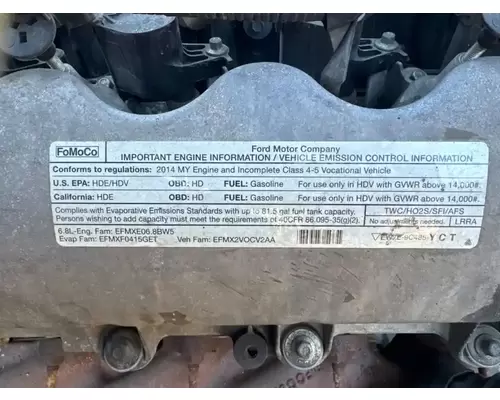 FoMoCo
Ford Motor Company
IMPORTANT ENGINE INFORMATION / VEHICLE EMISSION CONTROL INFORMATION
Conforms to regulations: 2014 MY Engine and Incomplete Class 4-5 Vocational Vehicle
U.S. EPA: HDE/HDV OBD: HD FUEL: Gasoline For use only in HDV with GVWR above 14,000#.
California: HDE OBD: HD FUEL: Gasoline For use only in HDV with GVWR above 14,000#.
Complies with Evaporative Emissions Standards with up to 81.5 gal fuel tank capacity.
Persons wishing to add fuel tank capacity must meet requirements of 40CFR 86.095-35(g)(2).
TWC/HO2S/SFI/AFS
No adjustments needed. LRRA
6.8L-Eng. Fam: EFMXE06.8BW5
Evap Fam: EFMXF0415GET Veh Fam: EFMX2VOCV2AA
YCT